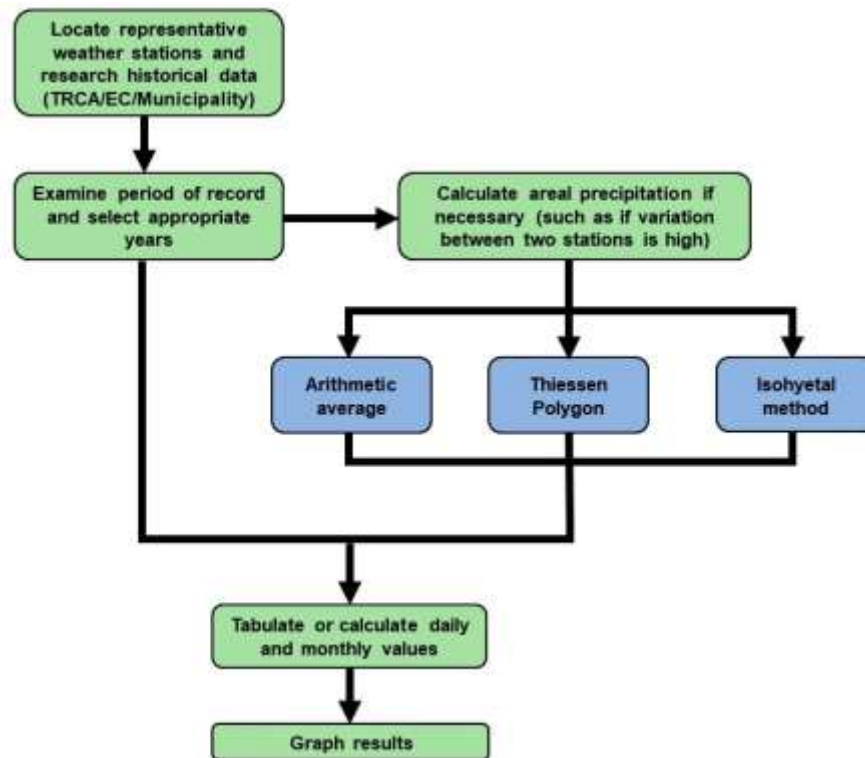 Locate representative
weather stations and
research historical data
(TRCA/EC/Municipality)
Examine period of record
and select appropriate
years
Calculate areal precipitation if
necessary (such as if variation
between two stations is high)
Arithmetic
average
Thiessen
Polygon
Isohyetal
method
Tabulate or calculate daily
and monthly values
Graph results